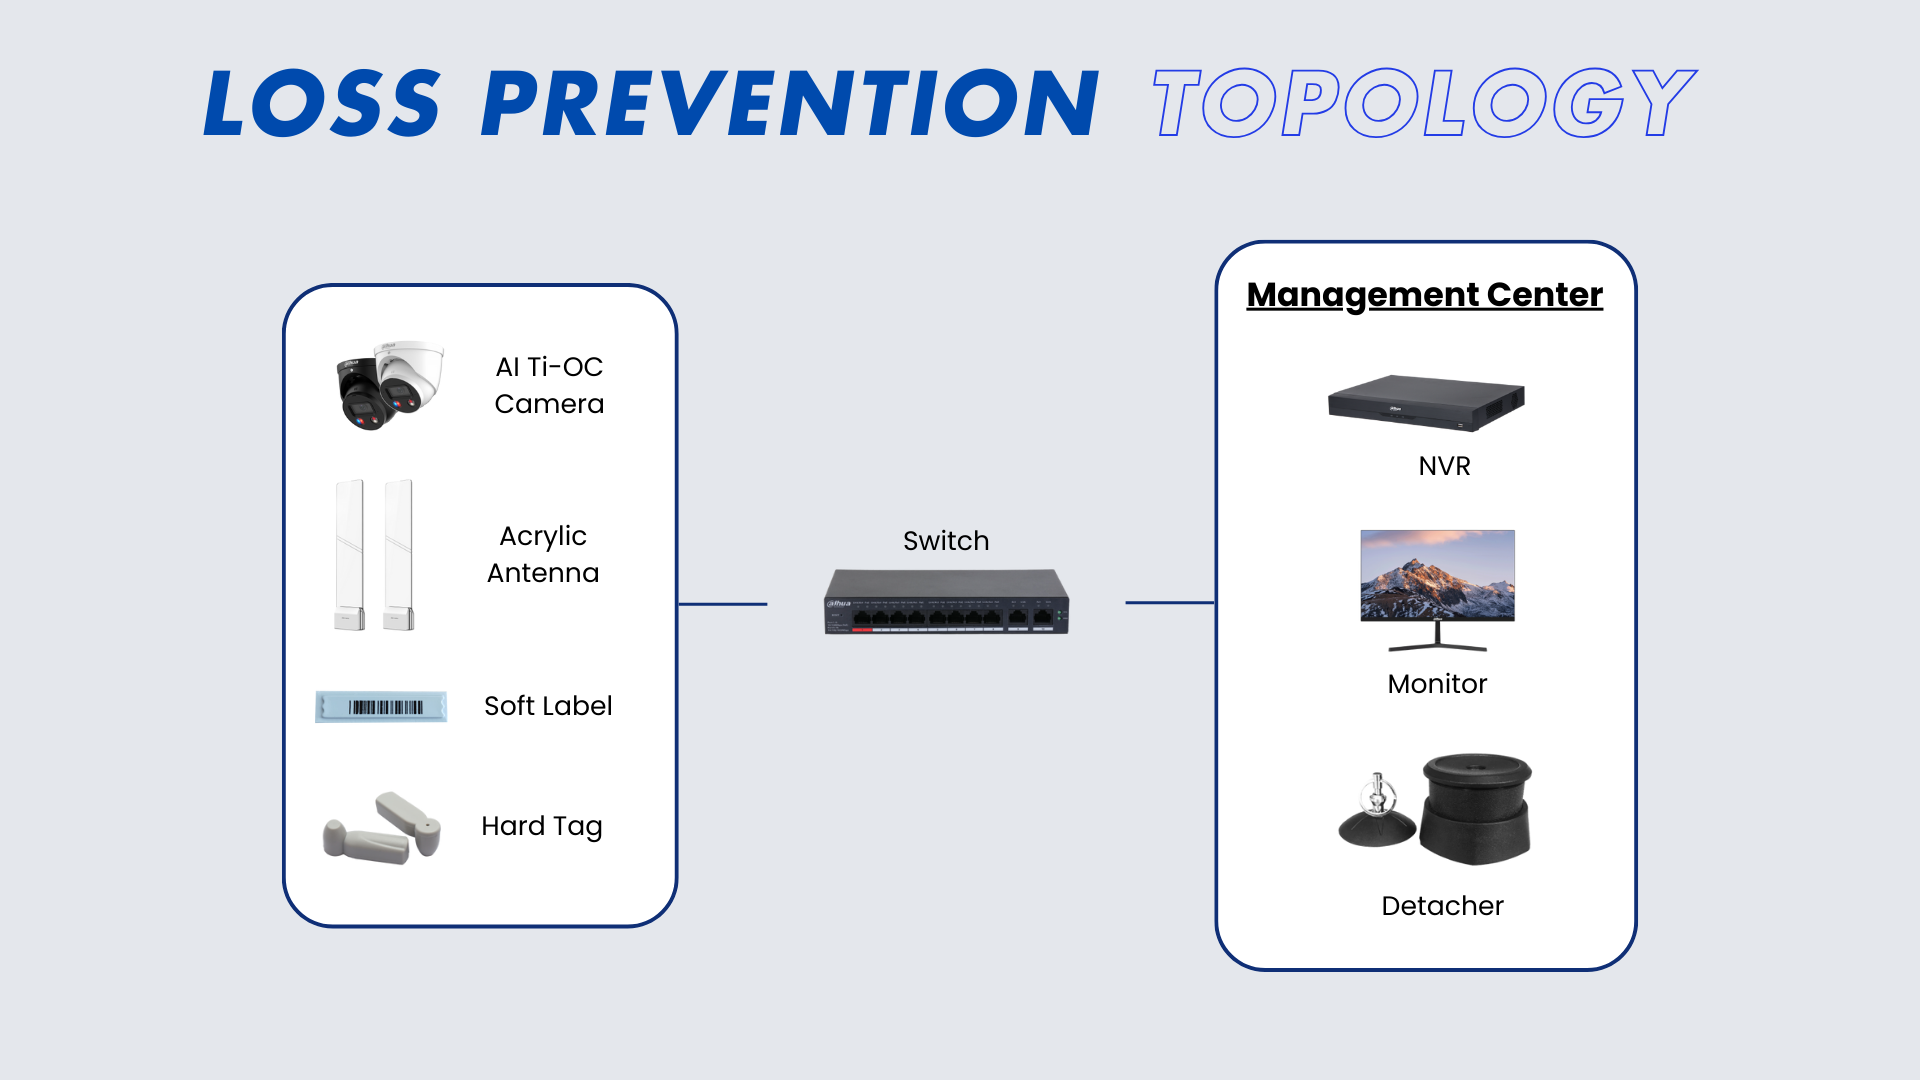 LOSS PREVENTION TOPOLOGY
AI Ti-OC
Camera
Acrylic
Antenna
Soft Label
Hard Tag
Switch
alhua
Management Center
NVR
Monitor
Detacher